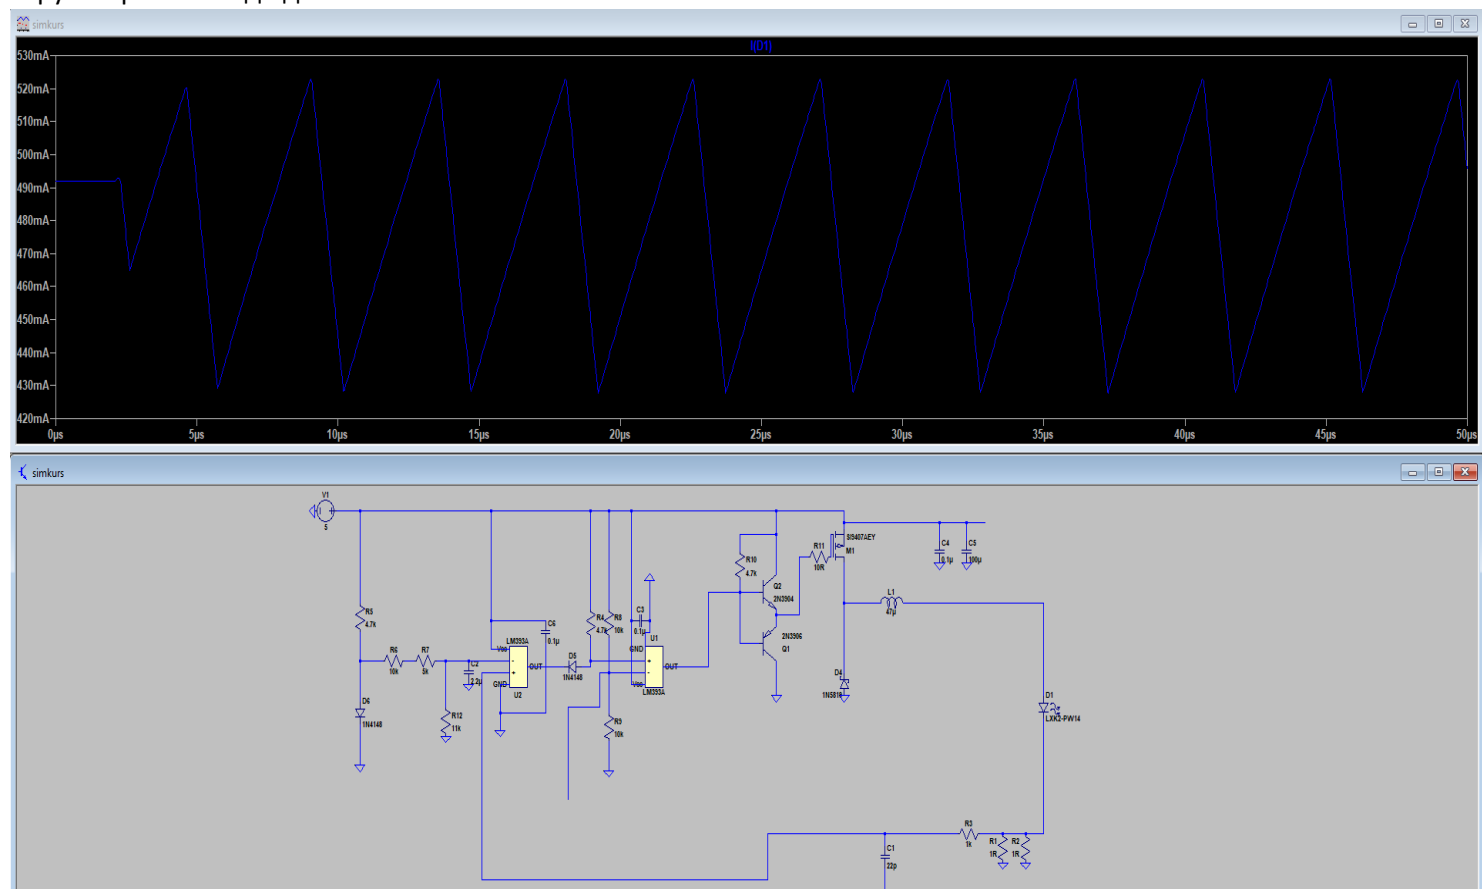 simkurs
I(D1)
530mA
520mA
510mA
500mA
490mA
480mA
470mA
460mA
450mA
440mA
430mA
420mA
0µs 5µs 10µs 15µs 20µs 25µs 30µs 35µs 40µs 45µs 50µs
simkurs
V1
5
R5
4.7k
R6
10k
R7
5k
D6
1N4148
R12
11k
C2
2.2µ
LM393A
Vcc
GND
OUT
U2
C6
0.1µ
D5
1N4148
R4
4.7k
R8
10k
C3
0.1µ
U1
GND
OUT
Vcc
LM393A
R9
10k
R10
4.7k
Q2
2N3904
2N3906
Q1
R11
10R
SI9407AEY
M1
D4
1N5818
L1
47µ
C4
0.1µ
C5
100µ
D1
LXK2-PW14
R3
1k
R1
1R
R2
1R
C1
22p